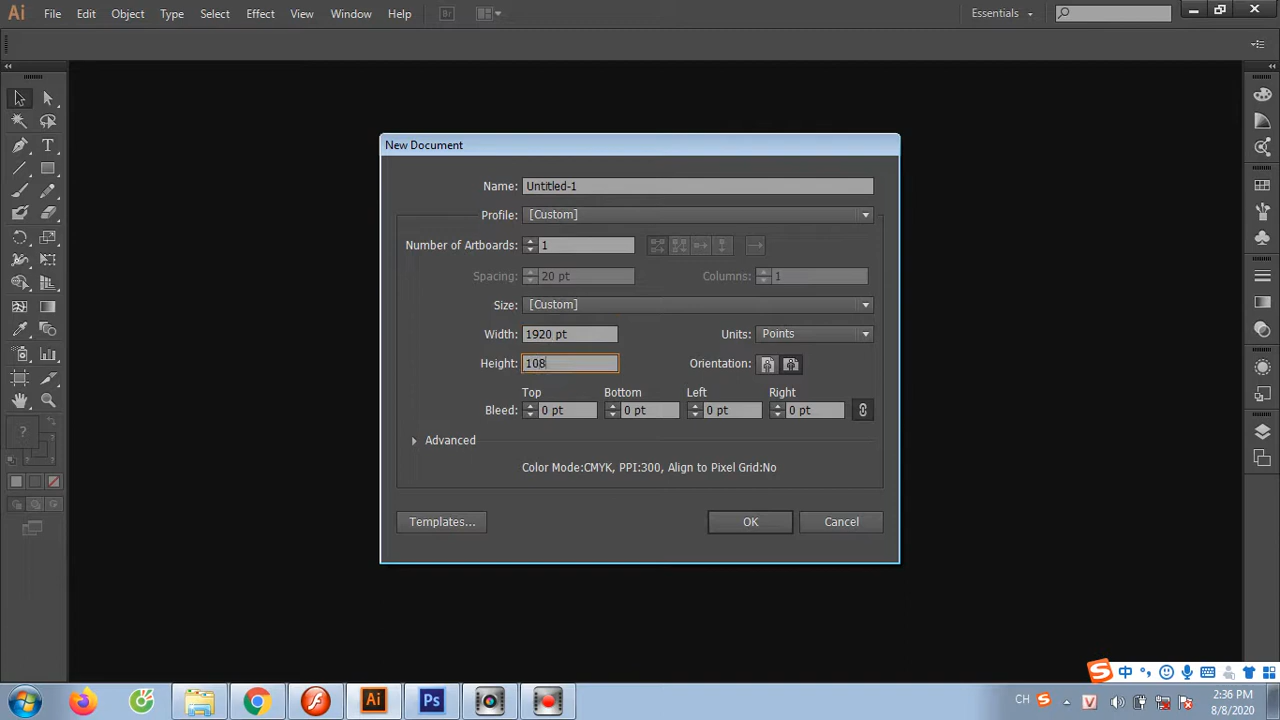 Ai File Edit Object Type Select Effect View Window Help Br Essentials
New Document
Name: Untitled-1
Profile: [Custom]
Number of Artboards: 1
Spacing: 20 pt Columns: 1
Size: [Custom]
Width: 1920 pt Units: Points
Height: 108 Orientation:
Top Bottom Left Right
Bleed: 0 pt 0 pt 0 pt 0 pt
Advanced
Color Mode:CMYK, PPI:300, Align to Pixel Grid:No
Templates... OK Cancel
?
S 中
Ai Ps CH S V 2:36 PM
8/8/2020